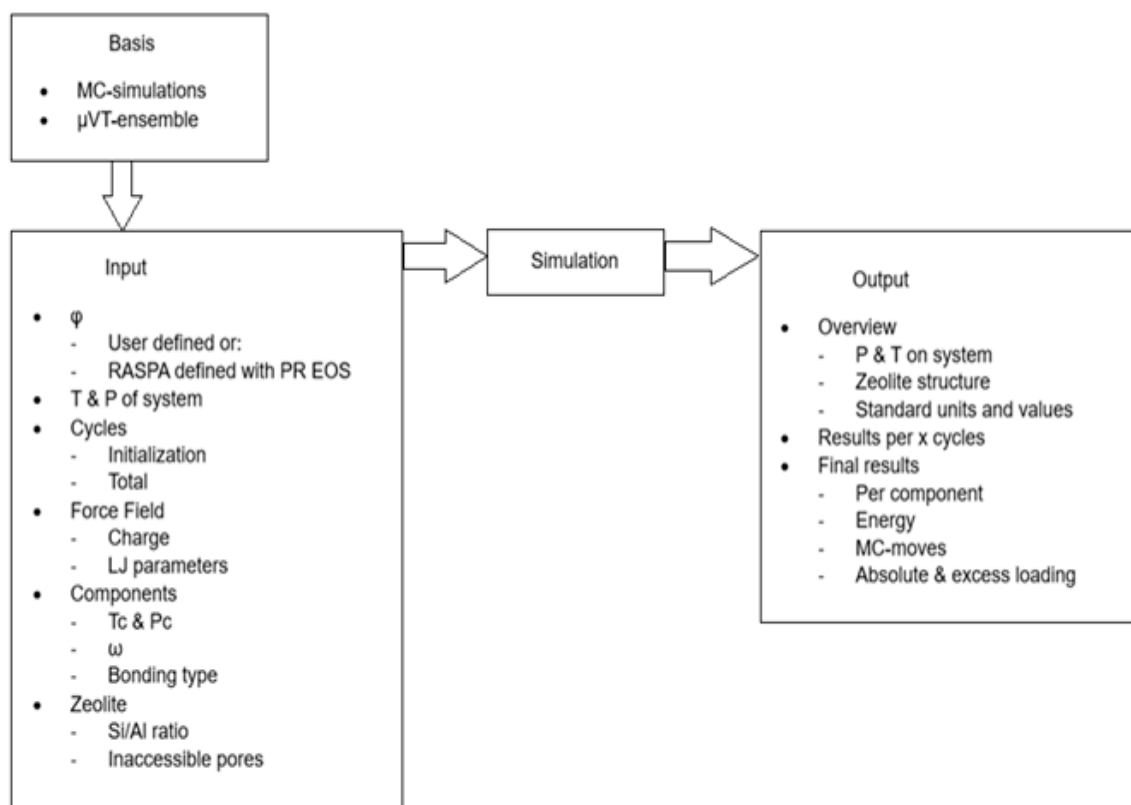 Basis
• MC-simulations
• μVT-ensemble
Input
• φ
- User defined or:
- RASPA defined with PR EOS
• T & P of system
• Cycles
- Initialization
- Total
• Force Field
- Charge
- LJ parameters
• Components
- Tc & Pc
- ω
- Bonding type
• Zeolite
- Si/Al ratio
- Inaccessible pores
Simulation
Output
• Overview
- P & T on system
- Zeolite structure
- Standard units and values
• Results per x cycles
• Final results
- Per component
- Energy
- MC-moves
- Absolute & excess loading